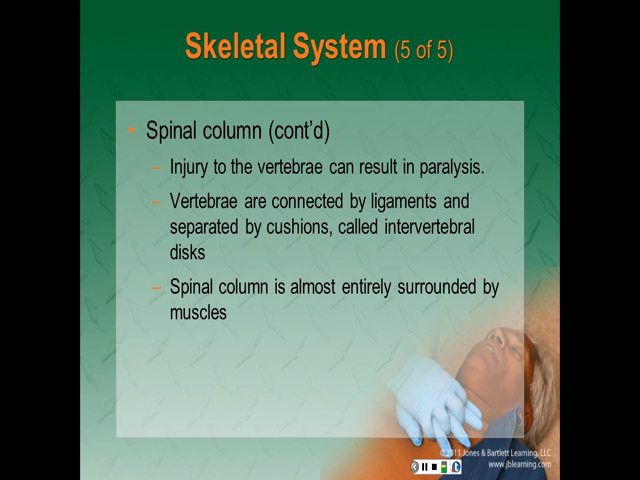 Skeletal System (5 of 5)
• Spinal column (cont'd)
– Injury to the vertebrae can result in paralysis.
– Vertebrae are connected by ligaments and
separated by cushions, called intervertebral
disks
– Spinal column is almost entirely surrounded by
muscles
© 2011 Jones & Bartlett Learning, LLC
www.jblearning.com